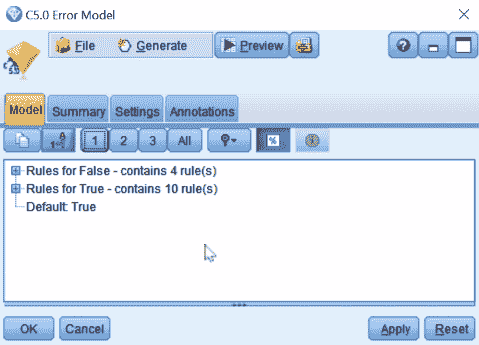 C5.0 Error Model
File Generate Preview
Model Summary Settings Annotations
1 2 3 All %
Rules for False - contains 4 rule(s)
Rules for True - contains 10 rule(s)
Default: True
OK Cancel Apply Reset